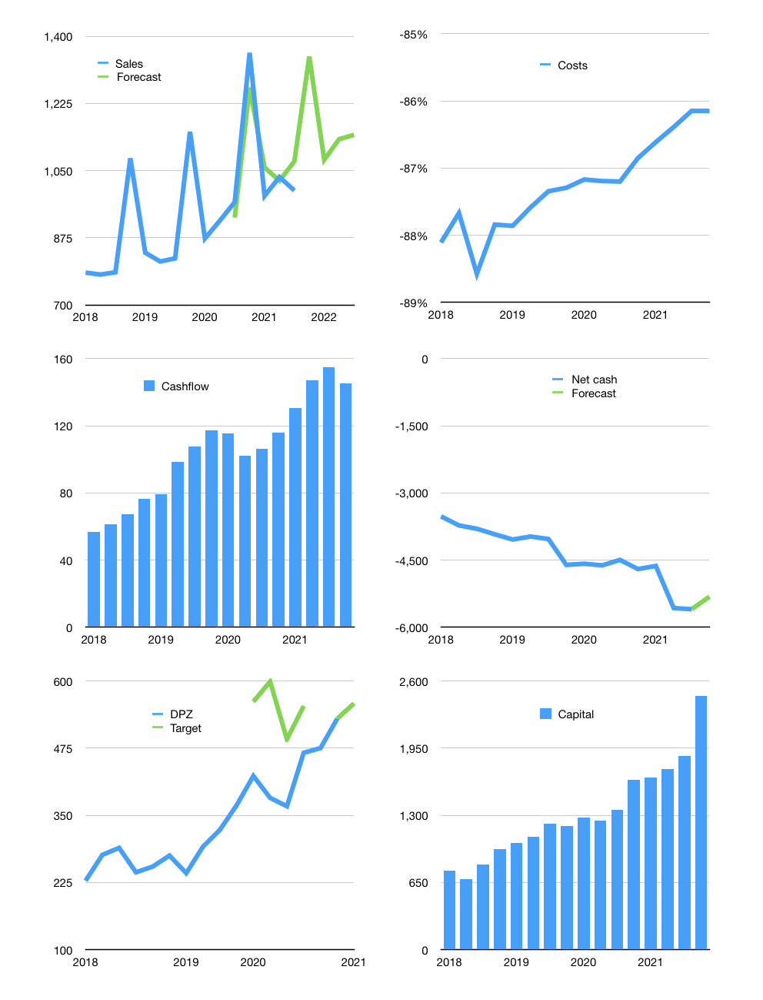 1,400
Sales
Forecast
1,225
1,050
875
700
2018 2019 2020 2021 2022
-85%
Costs
-86%
-87%
-88%
-89%
2018 2019 2020 2021
160
Cashflow
120
80
40
0
2018 2019 2020 2021
0
Net cash
Forecast
-1,500
-3,000
-4,500
-6,000
2018 2019 2020 2021
600
DPZ
Target
475
350
225
100
2018 2019 2020 2021
2,600
Capital
1,950
1,300
650
0
2018 2019 2020 2021